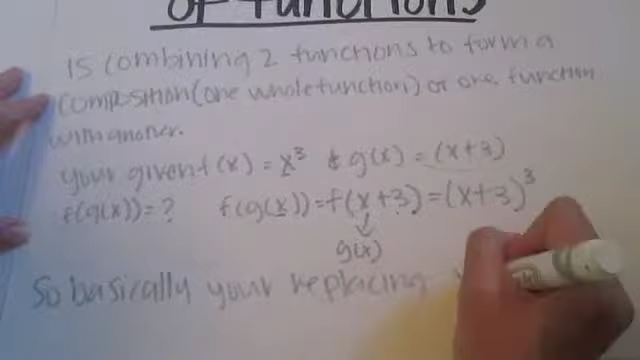 of functions
is combining 2 functions to form a
composition(one whole function) or one function
with another.
your given f(x) = x³ & g(x) = (x+3)
f(g(x)) = ? f(g(x)) = f(x+3) = (x+3)³
g(x)
So basically your replacing